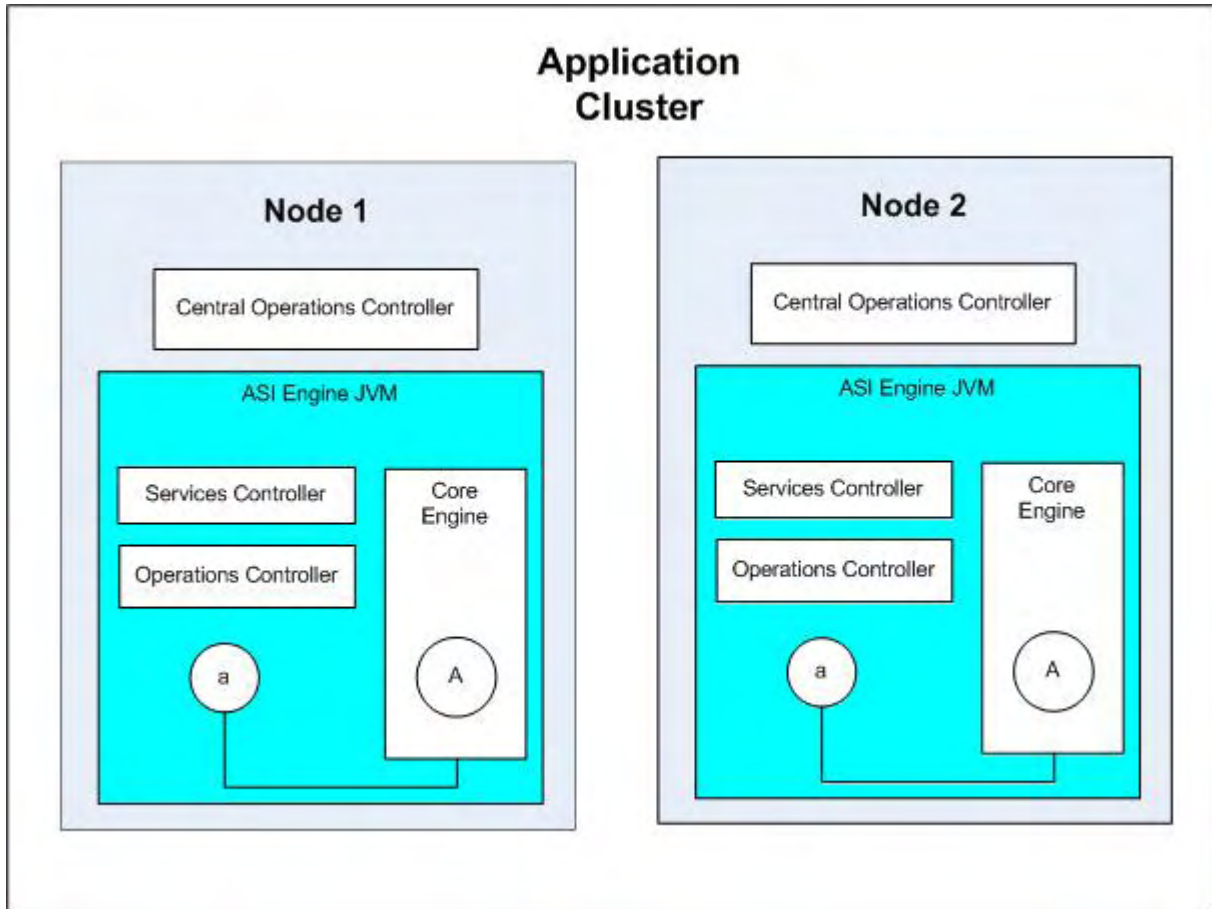 Application
Cluster
Node 1
Central Operations Controller
ASI Engine JVM
Services Controller
Core
Engine
Operations Controller
a
A
Node 2
Central Operations Controller
ASI Engine JVM
Services Controller
Core
Engine
Operations Controller
a
A